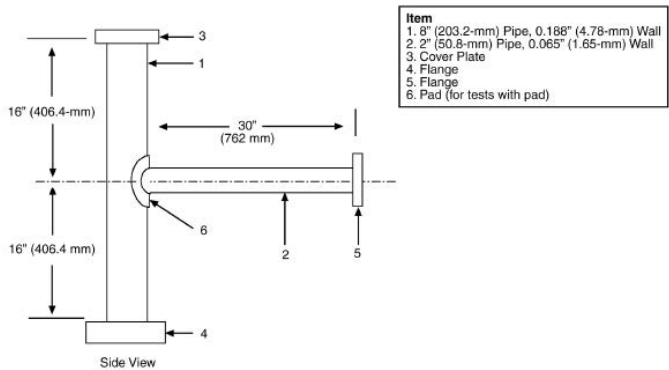 3
1
16" (406.4-mm)
30"
(762 mm)
6
16" (406.4 mm)
2
5
4
Side View
Item
1. 8" (203.2-mm) Pipe, 0.188" (4.78-mm) Wall
2. 2" (50.8-mm) Pipe, 0.065" (1.65-mm) Wall
3. Cover Plate
4. Flange
5. Flange
6. Pad (for tests with pad)